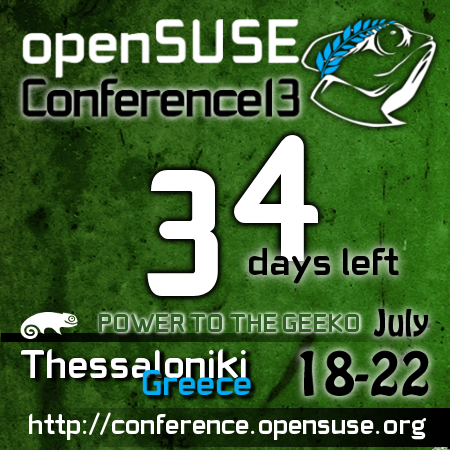 openSUSE
Conference13
34
days left
POWER TO THE GEEKO July
Thessaloniki
Greece
18-22
http://conference.opensuse.org